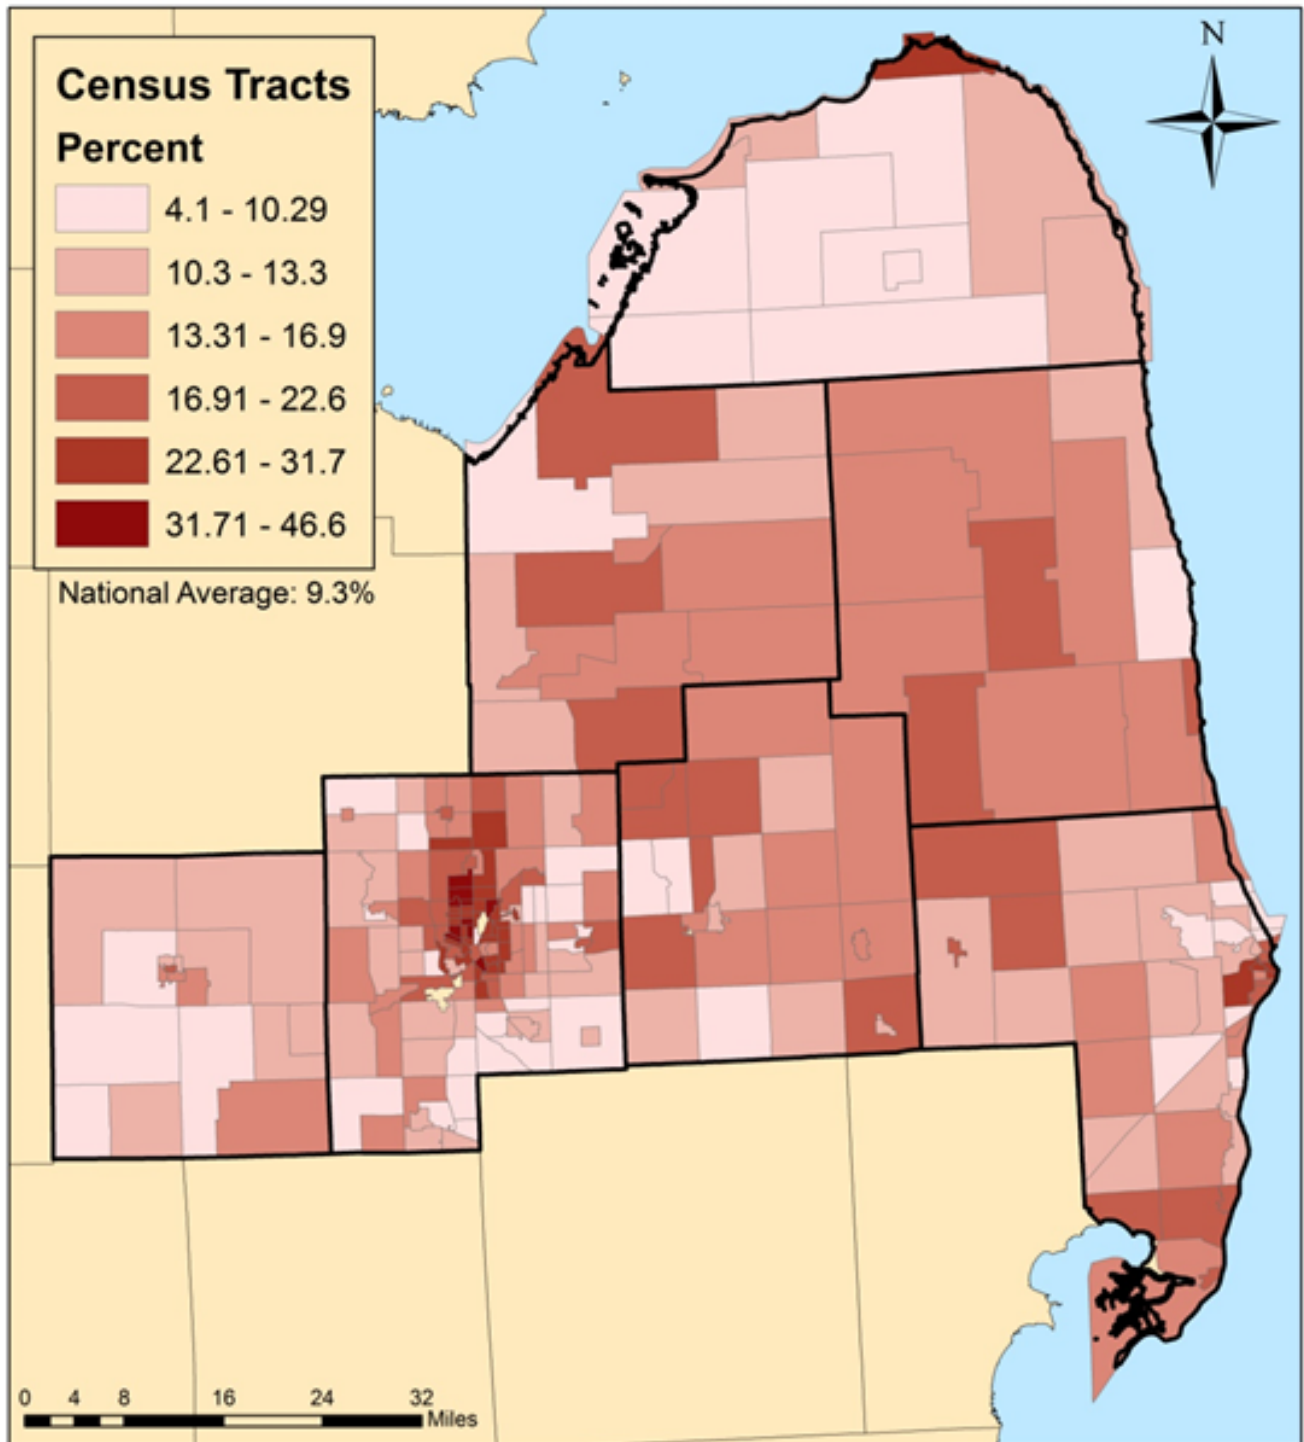 N
Census Tracts
Percent
4.1 - 10.29
10.3 - 13.3
13.31 - 16.9
16.91 - 22.6
22.61 - 31.7
31.71 - 46.6
National Average: 9.3%
0 4 8 16 24 32
Miles